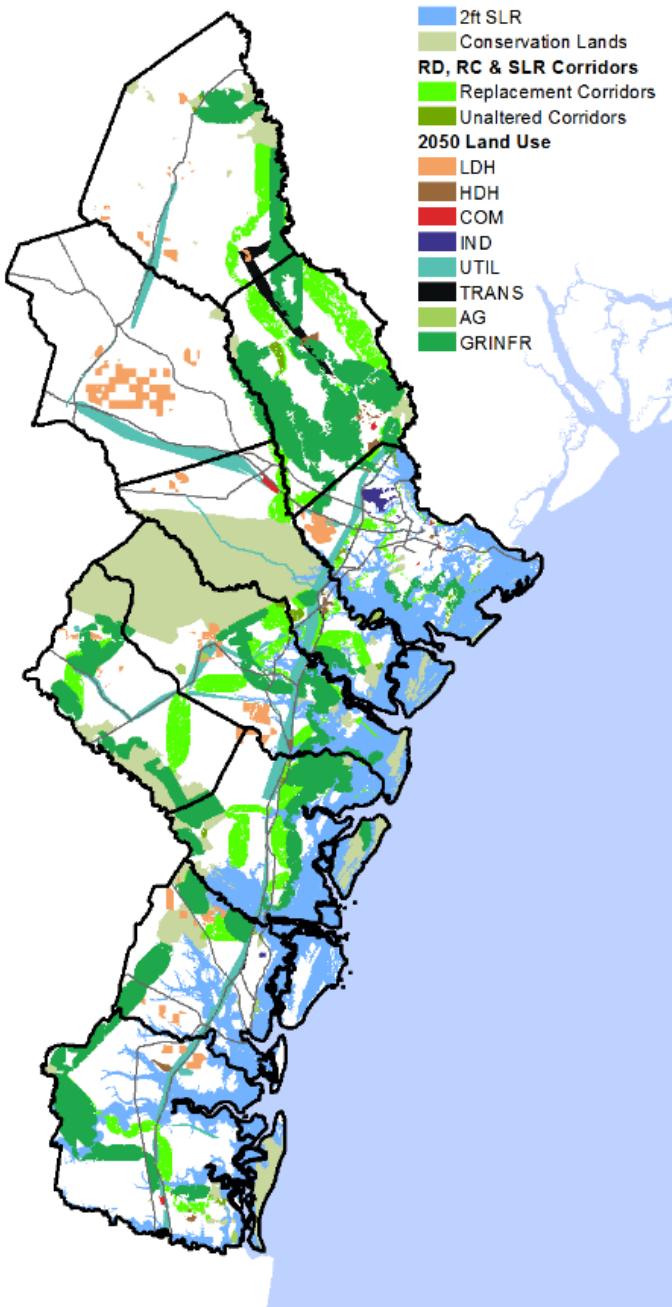 2ft SLR
Conservation Lands
RD, RC & SLR Corridors
Replacement Corridors
Unaltered Corridors
2050 Land Use
LDH
HDH
COM
IND
UTIL
TRANS
AG
GRINFR